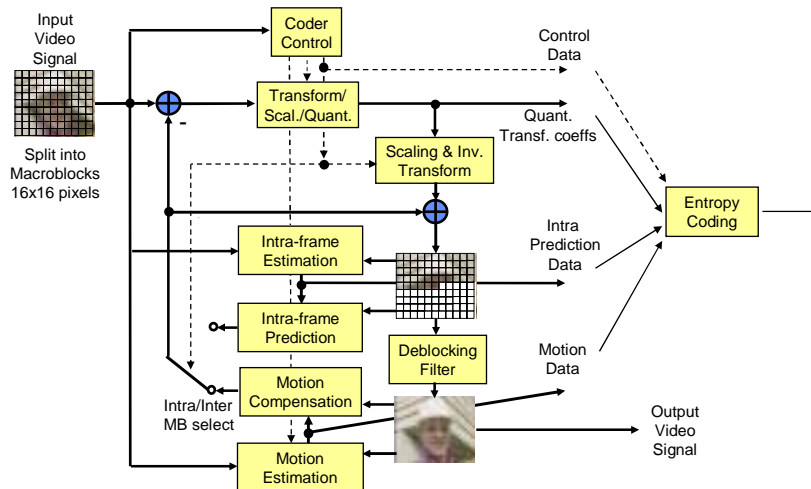 Input
Video
Signal
Coder
Control
Control
Data
Transform/
Scal./Quant.
-
Quant.
Transf. coeffs
Split into
Macroblocks
16x16 pixels
Scaling & Inv.
Transform
Entropy
Coding
Intra-frame
Estimation
Intra
Prediction
Data
Intra-frame
Prediction
Deblocking
Filter
Motion
Data
Intra/Inter
MB select
Motion
Compensation
Output
Video
Signal
Motion
Estimation